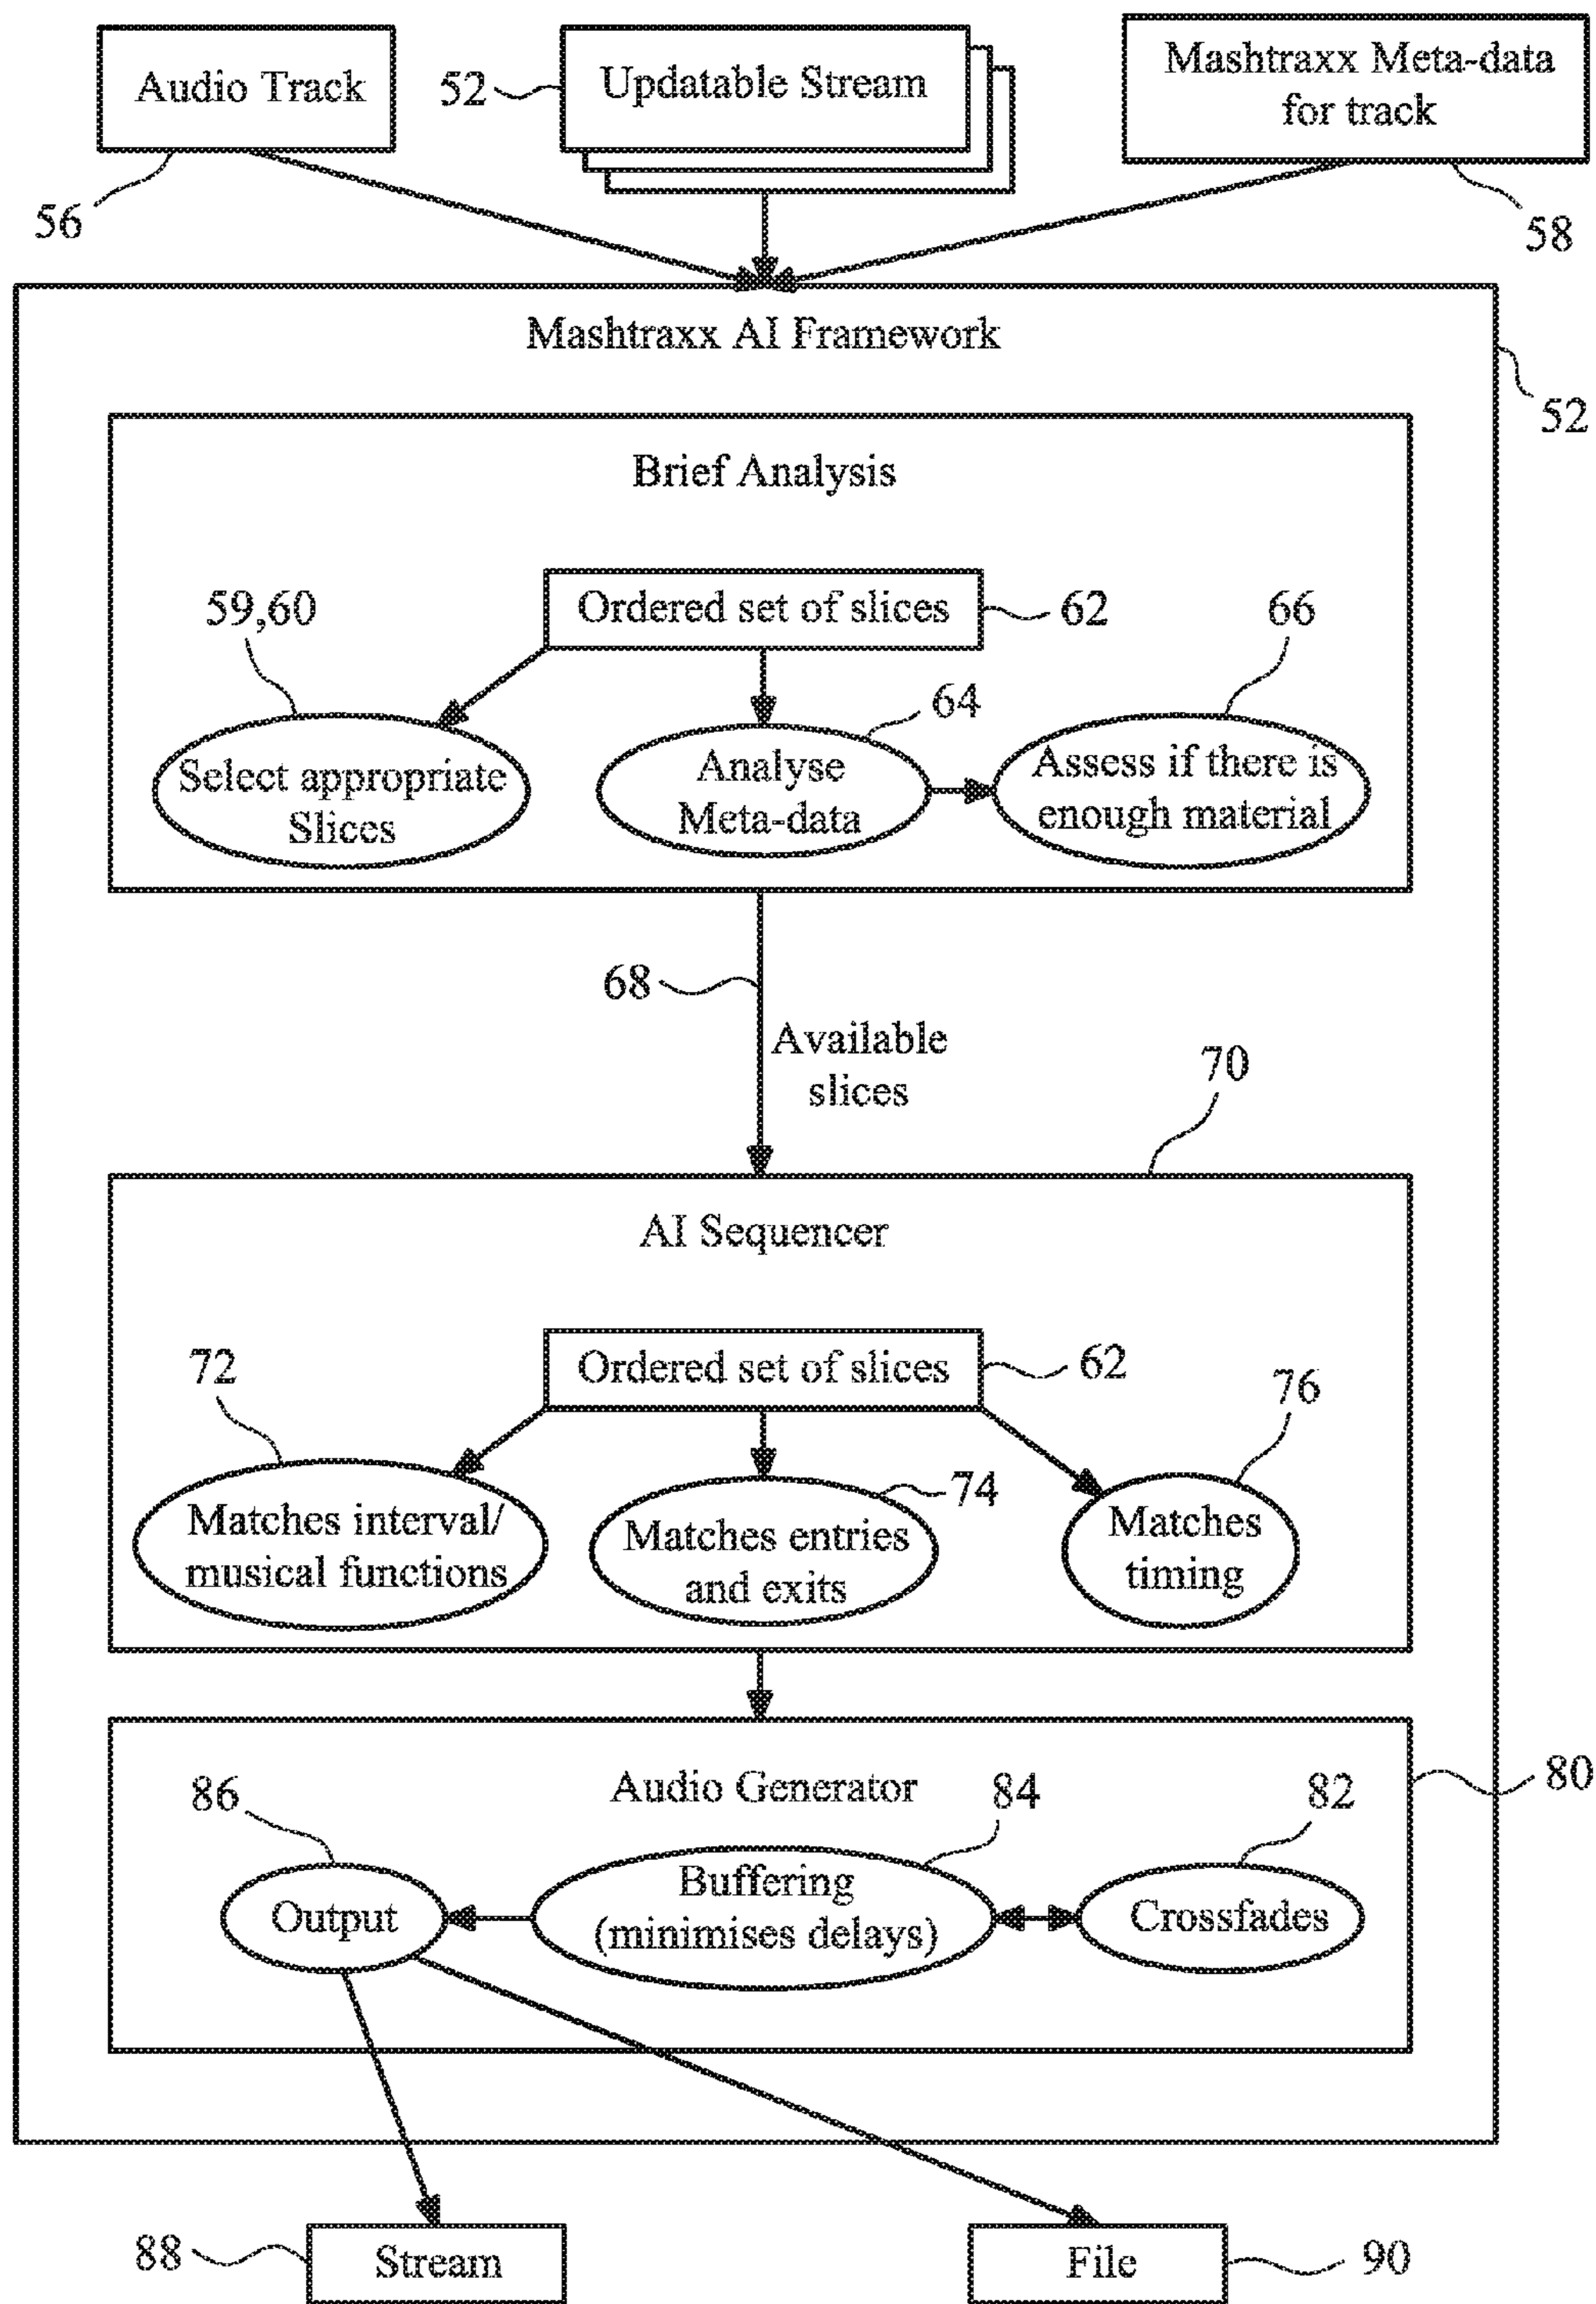 Audio Track
52
Updatable Stream
Mashtraxx Meta-data
for track
56
58
Mashtraxx AI Framework
52
Brief Analysis
59,60
Ordered set of slices
62
66
64
Select appropriate
Slices
Analyse
Meta-data
Assess if there is
enough material
68
Available
slices
70
AI Sequencer
72
Ordered set of slices
62
76
74
Matches interval/
musical functions
Matches entries
and exits
Matches
timing
86
Audio Generator
84
82
80
Output
Buffering
(minimises delays)
Crossfades
88
Stream
File
90